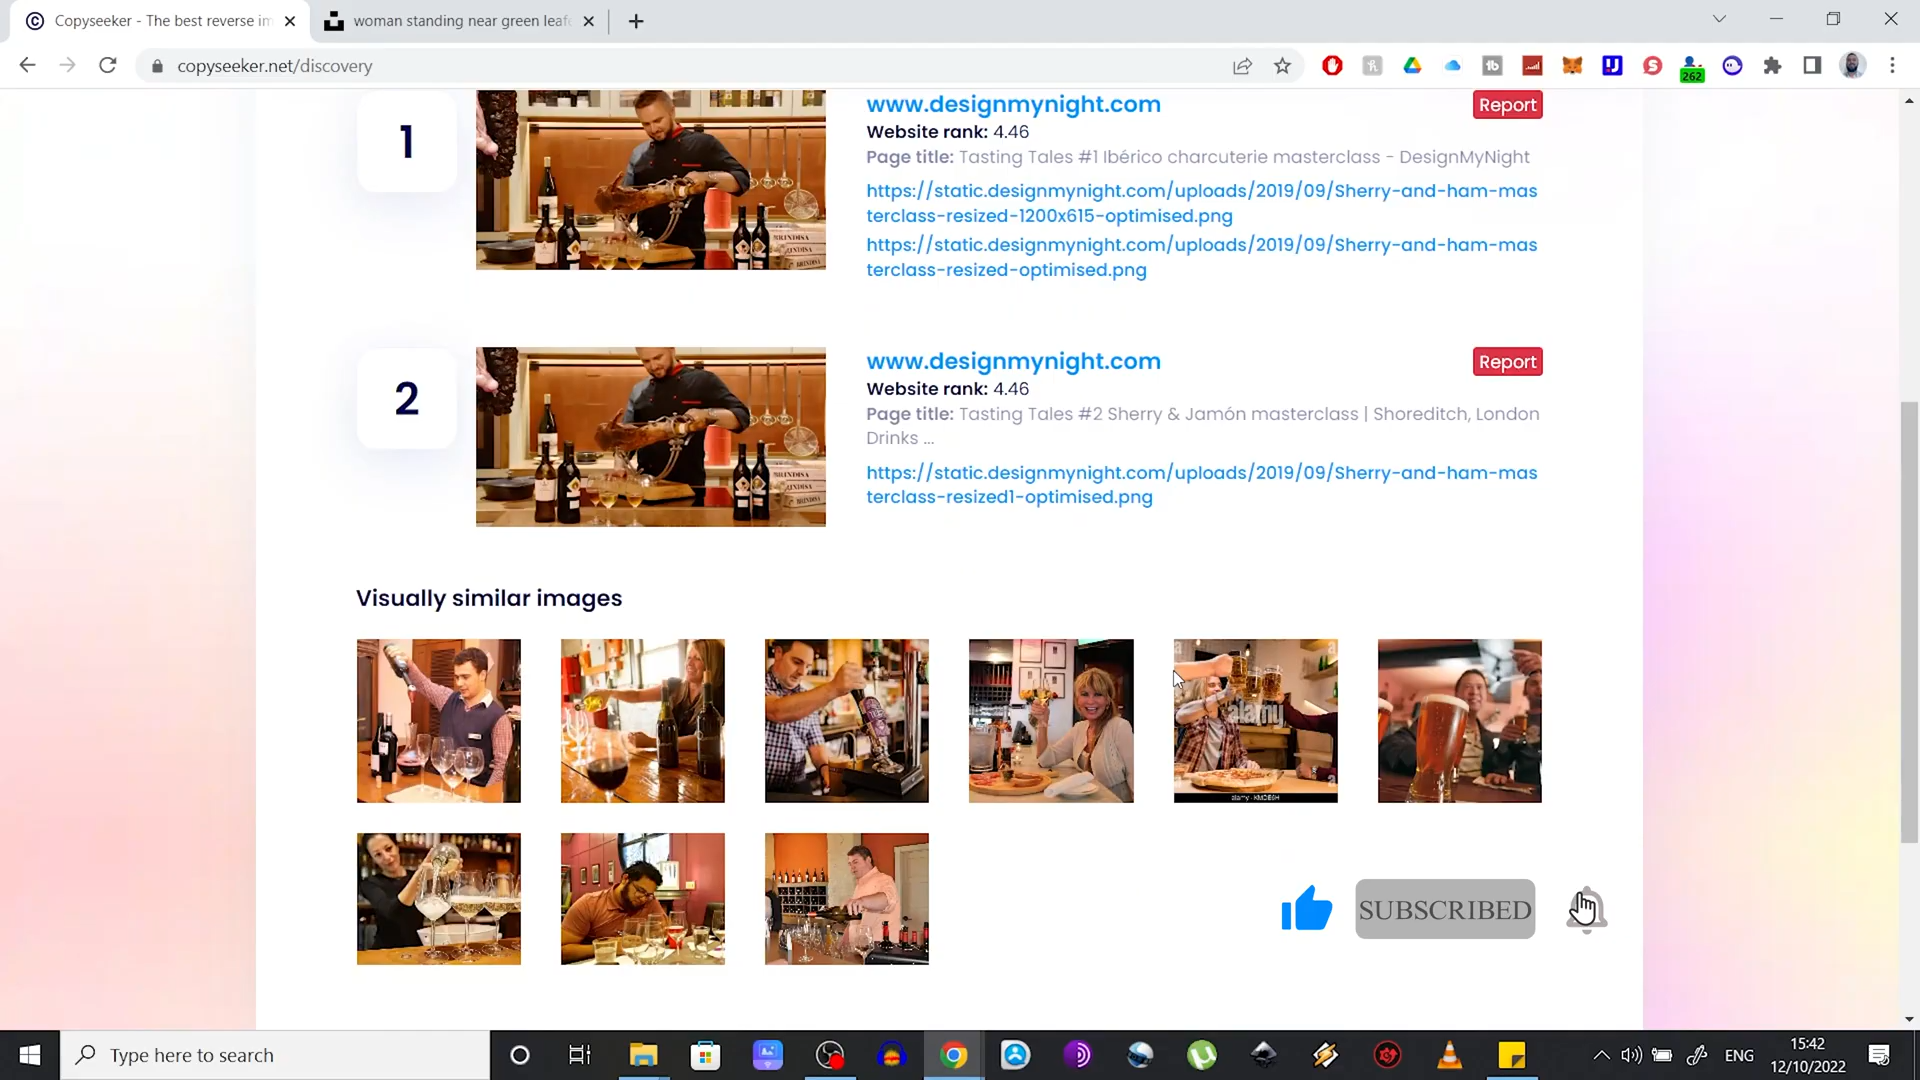 Copyseeker - The best reverse im
woman standing near green leaf
copyseeker.net/discovery
262
1
www.designmynight.com
Report
Website rank: 4.46
Page title: Tasting Tales #1 Ibérico charcuterie masterclass - DesignMyNight
https://static.designmynight.com/uploads/2019/09/Sherry-and-ham-mas
terclass-resized-1200x615-optimised.png
https://static.designmynight.com/uploads/2019/09/Sherry-and-ham-mas
terclass-resized-optimised.png
BRINDISA
2
www.designmynight.com
Report
Website rank: 4.46
Page title: Tasting Tales #2 Sherry & Jamón masterclass | Shoreditch, London
Drinks ...
https://static.designmynight.com/uploads/2019/09/Sherry-and-ham-mas
terclass-resized1-optimised.png
BRINDISA
Visually similar images
alamy
SUBSCRIBED
Type here to search
ENG
15:42
12/10/2022